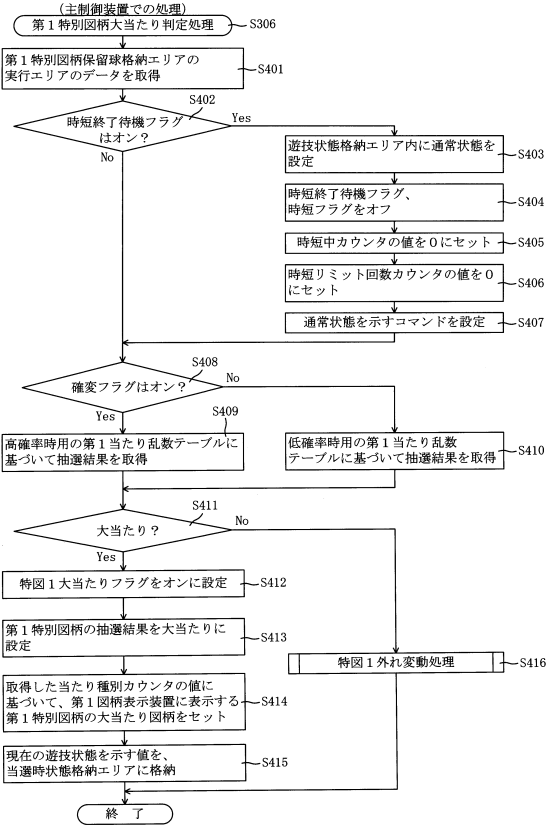 (主制御装置での処理)
第1特別図柄大当たり判定処理
S306
第1特別図柄保留球格納エリアの
実行エリアのデータを取得
S401
時短終了待機フラグ
はオン?
S402
Yes
No
遊技状態格納エリア内に通常状態を
設定
S403
時短終了待機フラグ、
時短フラグをオフ
S404
時短中カウンタの値を0にセット
S405
時短リミット回数カウンタの値を0
にセット
S406
通常状態を示すコマンドを設定
S407
確変フラグはオン?
S408
No
Yes
高確率時用の第1当たり乱数テーブルに
基づいて抽選結果を取得
S409
低確率時用の第1当たり乱数
テーブルに基づいて抽選結果を取得
S410
大当たり?
S411
No
Yes
特図1大当たりフラグをオンに設定
S412
第1特別図柄の抽選結果を大当たりに
設定
S413
特図1外れ変動処理
S416
取得した当たり種別カウンタの値に
基づいて、第1図柄表示装置に表示する
第1特別図柄の大当たり図柄をセット
S414
現在の遊技状態を示す値を、
当選時状態格納エリアに格納
S415
終 了